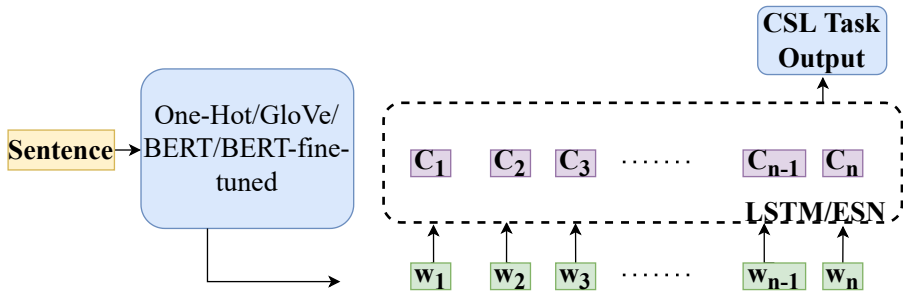 CSL Task
Output
Sentence
One-Hot/GloVe/
BERT/BERT-fine-
tuned
C1 C2 C3 ........ Cn-1 Cn
LSTM/ESN
w1 w2 w3 ........ wn-1 wn